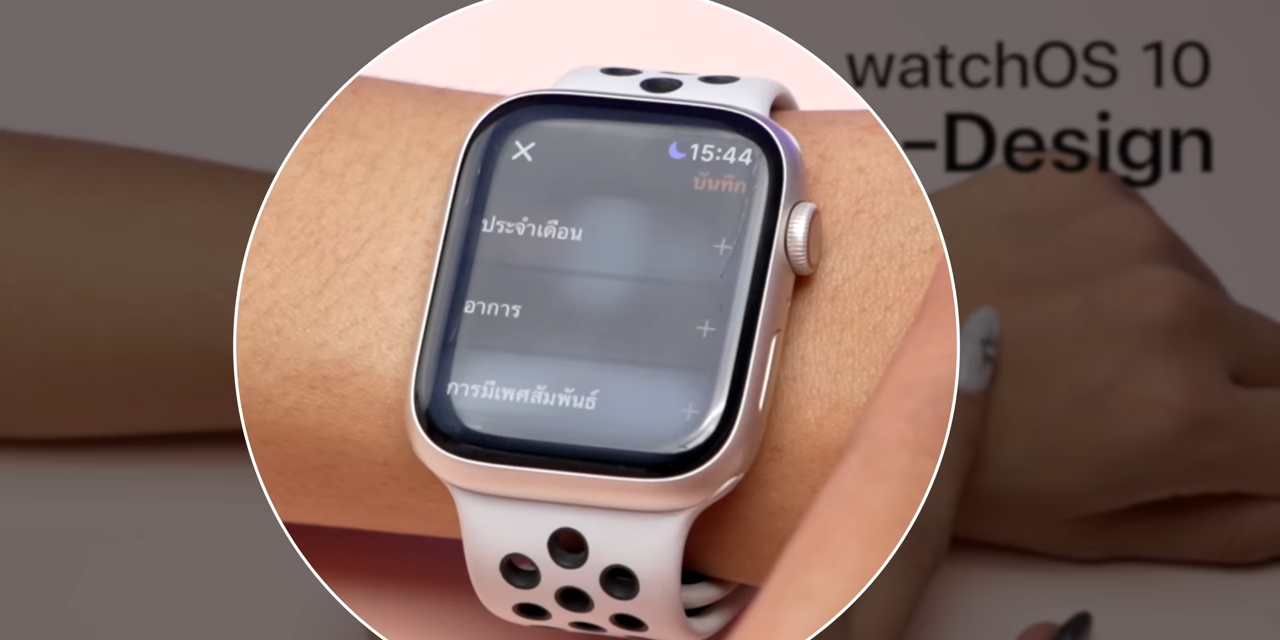 watchOS 10
-Design
15:44
บันทึก
ประจำเดือน
อาการ
การมีเพศสัมพันธ์